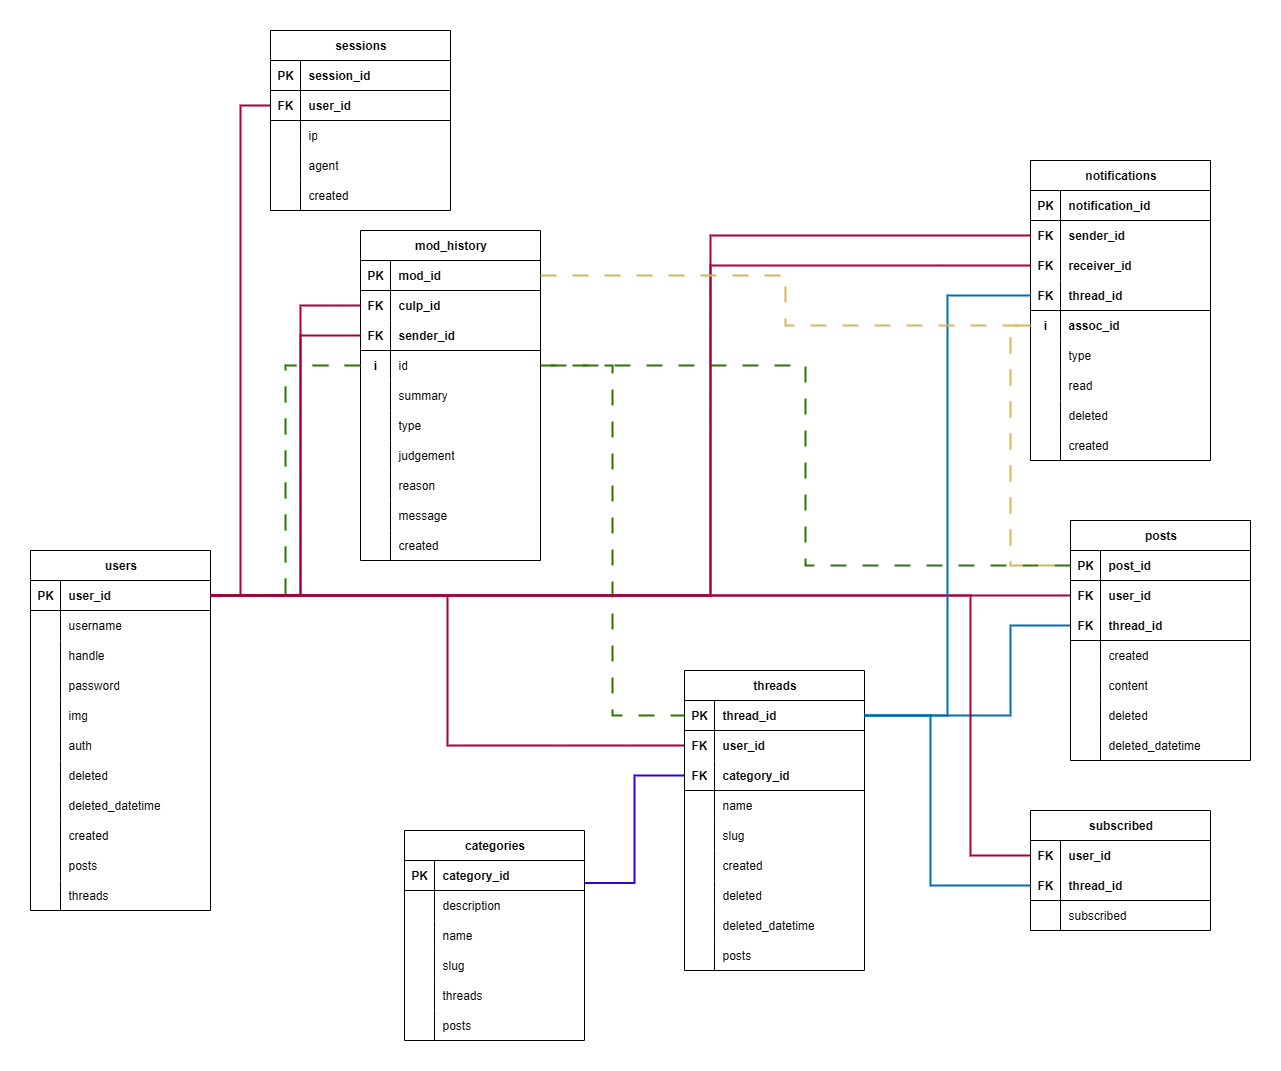 sessions
PK session_id
FK user_id
ip
agent
created
mod_history
PK mod_id
FK culp_id
FK sender_id
i id
summary
type
judgement
reason
message
created
notifications
PK notification_id
FK sender_id
FK receiver_id
FK thread_id
i assoc_id
type
read
deleted
created
users
PK user_id
username
handle
password
img
auth
deleted
deleted_datetime
created
posts
threads
posts
PK post_id
FK user_id
FK thread_id
created
content
deleted
deleted_datetime
threads
PK thread_id
FK user_id
FK category_id
name
slug
created
deleted
deleted_datetime
posts
categories
PK category_id
description
name
slug
threads
posts
subscribed
FK user_id
FK thread_id
subscribed